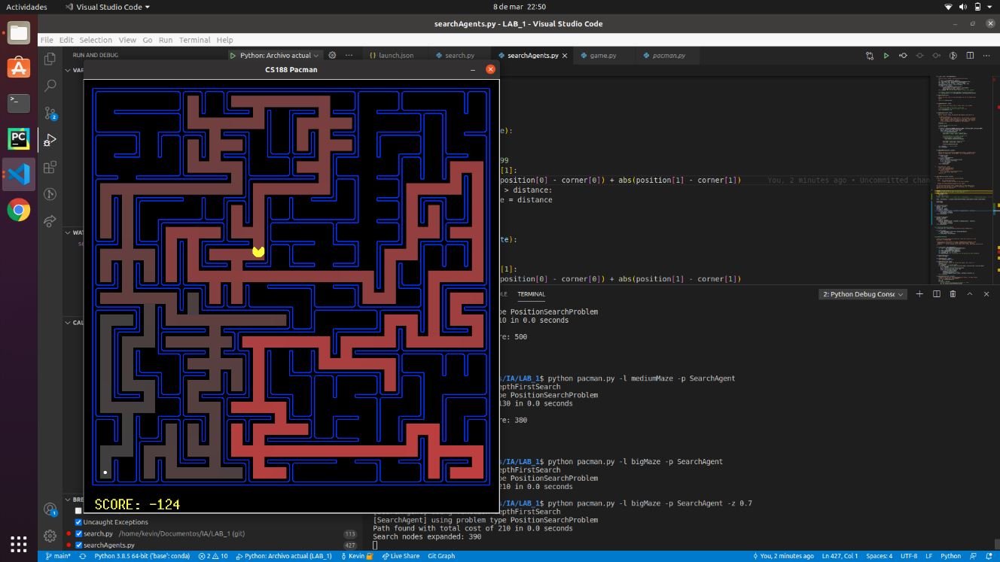 Actividades
Visual Studio Code
8 de mar 22:50
searchAgents.py - LAB_1 - Visual Studio Code
File Edit Selection View Go Run Terminal Help
RUN AND DEBUG
Python: Archivo actual
launch.json
search.py
searchAgents.py
game.py
pacman.py
VAR
CS188 Pacman
e):
99
[1]:
position[0] - corner[0]) + abs(position[1] - corner[1])
You, 2 minutes ago • Uncommitted chan
> distance:
e = distance
WAT
te):
[1]:
position[0] - corner[0]) + abs(position[1] - corner[1])
LE
TERMINAL
2: Python Debug Consc
pe PositionSearchProblem
10 in 0.0 seconds
CAL
re: 500
s/IA/LAB_1$ python pacman.py -l mediumMaze -p SearchAgent
epthFirstSearch
pe PositionSearchProblem
130 in 0.0 seconds
re: 380
s/IA/LAB_1$ python pacman.py -l bigMaze -p SearchAgent
epthFirstSearch
pe PositionSearchProblem
210 in 0.0 seconds
s/IA/LAB_1$ python pacman.py -l bigMaze -p SearchAgent -z 0.7
epthFirstSearch
SCORE: -124
BRE
[SearchAgent] using problem type PositionSearchProblem
Path found with total cost of 210 in 0.0 seconds
Search nodes expanded: 390
Uncaught Exceptions
search.py /home/kevin/Documentos/IA/LAB_1 (git) 113
searchAgents.py 427
main* Python 3.8.5 64-bit ('base': conda) 2 10 Python: Archivo actual (LAB_1) Kevin Live Share Git Graph You, 2 minutes ago Ln 427, Col 1 Spaces: 4 UTF-8 LF Python